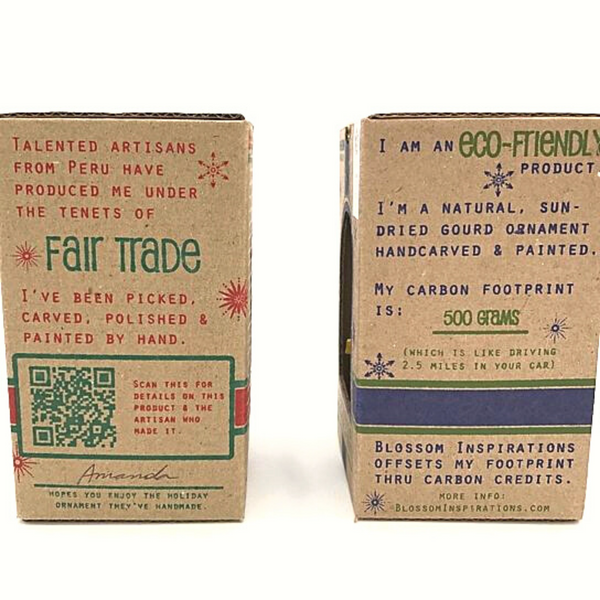 TALENTED ARTISANS
FROM PERU HAVE
PRODUCED ME UNDER
THE TENETS OF
Fair Trade
I'VE BEEN PICKED,
CARVED, POLISHED &
PAINTED BY HAND.
SCAN THIS FOR
DETAILS ON THIS
PRODUCT & THE
ARTISAN WHO
MADE IT.
Amanda
HOPES YOU ENJOY THE HOLIDAY
ORNAMENT THEY'VE HANDMADE.
I AM AN eco-friendly
PRODUCT
I'M A NATURAL, SUN-
DRIED GOURD ORNAMENT
HANDCARVED & PAINTED.
MY CARBON FOOTPRINT
IS: 500 grams
(WHICH IS LIKE DRIVING
2.5 MILES IN YOUR CAR)
BLOSSOM INSPIRATIONS
OFFSETS MY FOOTPRINT
THRU CARBON CREDITS.
MORE INFO:
BLOSSOMINSPIRATIONS.COM